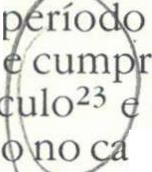 período
e cumpr
culo²³ e
o no ca